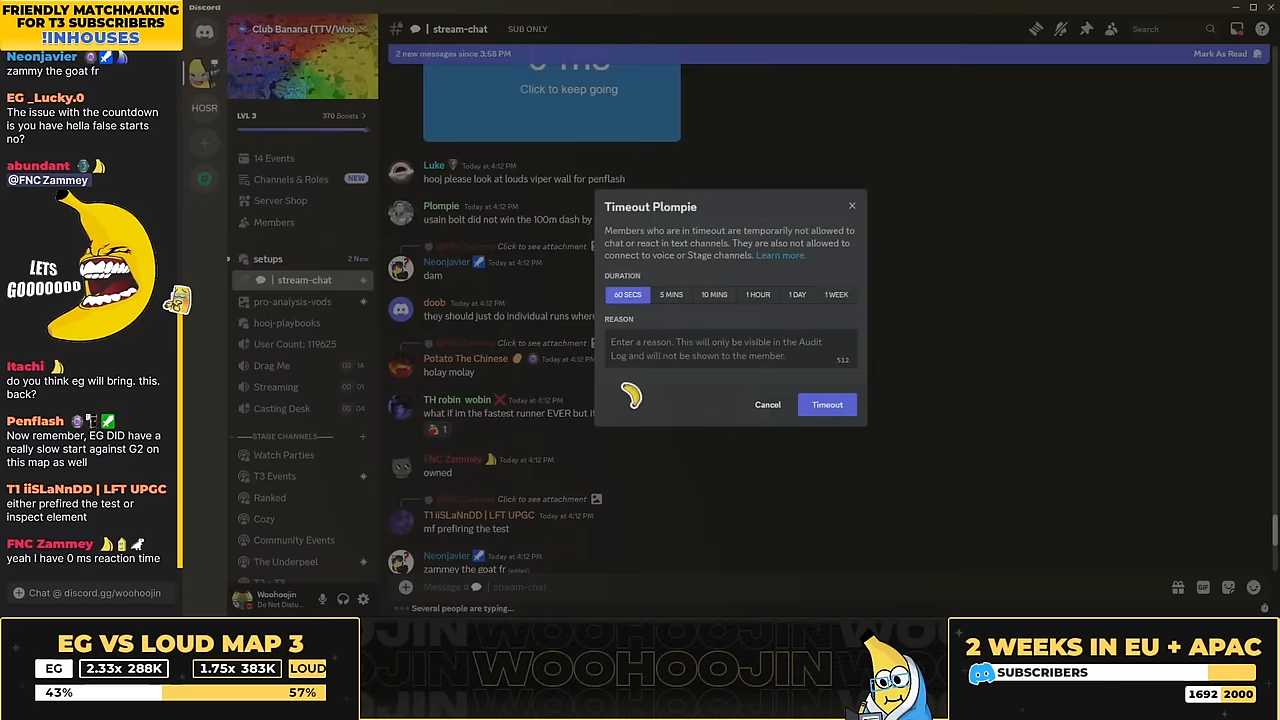 FRIENDLY MATCHMAKING
FOR T3 SUBSCRIBERS
!INHOUSES
Neonjavier
zammy the goat fr
EG _Lucky.0
The issue with the countdown
is you have hella false starts
no?
abundant
@FNC Zammey
LETS
GOOOOOOO
Itachi
do you think eg will bring. this.
back?
Penflash
Now remember, EG DID have a
really slow start against G2 on
this map as well
T1 iiSLaNnDD | LFT UPGC
either prefired the test or
inspect element
FNC Zammey
yeah I have 0 ms reaction time
Chat @ discord.gg/woohoojin
Discord
HOSR
Club Banana (TTV/Woo
LVL 3
370 Boosts
14 Events
Channels & Roles
NEW
Server Shop
Members
setups
2 New
stream-chat
pro-analysis-vods
hooj-playbooks
User Count: 119625
Drag Me
00 14
Streaming
00 01
Casting Desk
00 04
STAGE CHANNELS
Watch Parties
T3 Events
Ranked
Cozy
Community Events
The Underpeel
T2 + T3
Woohoojin
Do Not Distu...
stream-chat
SUB ONLY
Search
2 new messages since 3:58 PM
Mark As Read
0 ms
Click to keep going
Luke Today at 4:12 PM
hooj please look at louds viper wall for penflash
Plompie Today at 4:12 PM
usain bolt did not win the 100m dash by
Click to see attachment
Neonjavier Today at 4:12 PM
dam
doob Today at 4:12 PM
they should just do individual runs where
Click to see attachment
Potato The Chinese Today at 4:12 PM
holay molay
TH robin wobin Today at 4:12 PM
what if im the fastest runner EVER but i
1
FNC Zammey Today at 4:12 PM
owned
@FNC Zammey Click to see attachment
T1 iiSLaNnDD | LFT UPGC Today at 4:12 PM
mf prefiring the test
Neonjavier Today at 4:12 PM
zammey the goat fr (edited)
Message # | stream-chat
Several people are typing...
Timeout Plompie
Members who are in timeout are temporarily not allowed to
chat or react in text channels. They are also not allowed to
connect to voice or Stage channels. Learn more.
DURATION
60 SECS
5 MINS
10 MINS
1 HOUR
1 DAY
1 WEEK
REASON
Enter a reason. This will only be visible in the Audit
Log and will not be shown to the member.
512
Cancel
Timeout
GIF
EG VS LOUD MAP 3
EG 2.33x 288K 1.75x 383K LOUD
43% 57%
WOOHOOJIN
2 WEEKS IN EU + APAC
SUBSCRIBERS
1692 2000